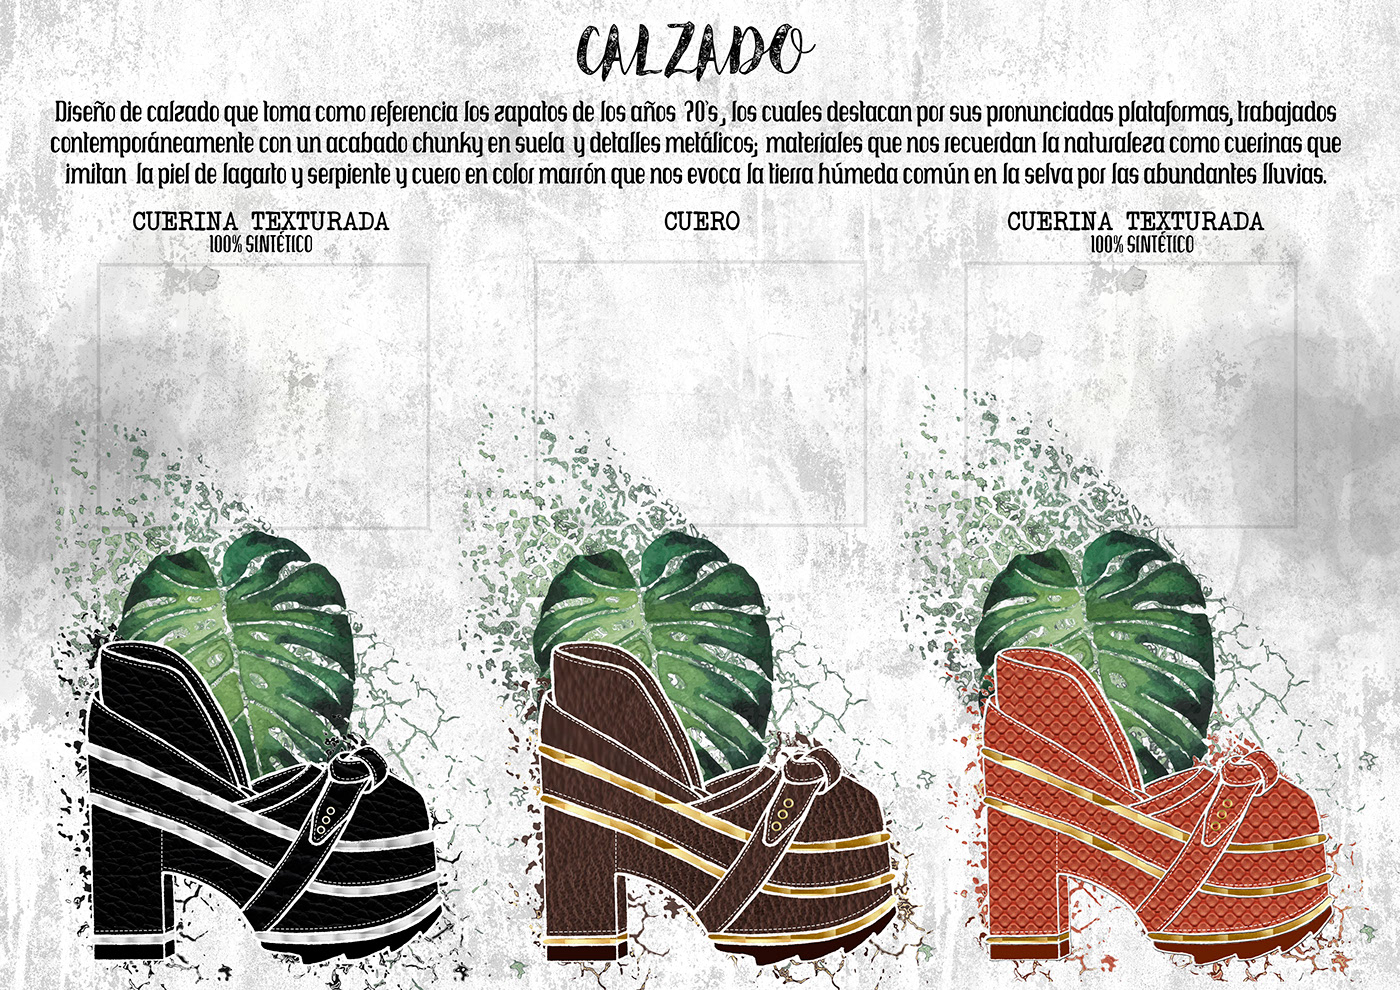 CALZADO
Diseño de calzado que toma como referencia los zapatos de los años 70's, los cuales destacan por sus pronunciadas plataformas, trabajados
contemporáneamente con un acabado chunky en suela y detalles metálicos; materiales que nos recuerdan la naturaleza como cuerinas que
imitan la piel de lagarto y serpiente y cuero en color marrón que nos evoca la tierra húmeda común en la selva por las abundantes lluvias.
CUERINA TEXTURADA
100% SINTÉTICO
CUERO
CUERINA TEXTURADA
100% SINTÉTICO